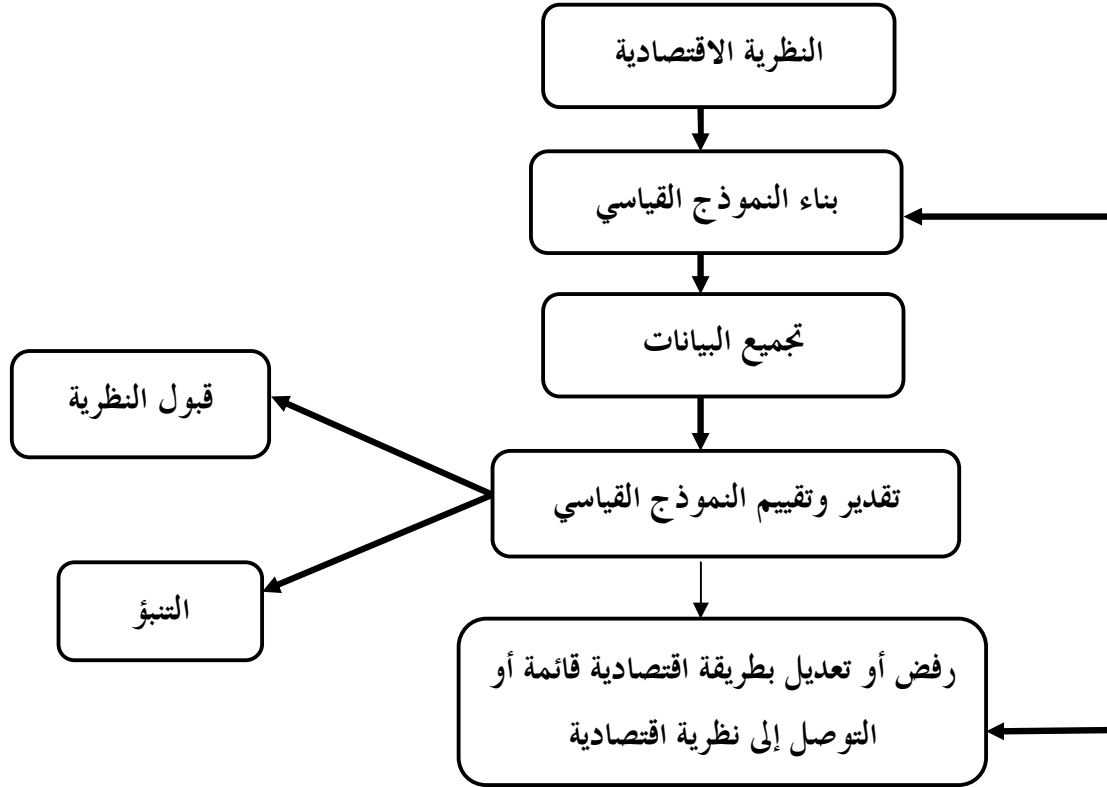 النظرية الاقتصادية
بناء النموذج القياسي
تجميع البيانات
قبول النظرية
تقدير وتقييم النموذج القياسي
التنبؤ
رفض أو تعديل بطريقة اقتصادية قائمة أو
التوصل إلى نظرية اقتصادية